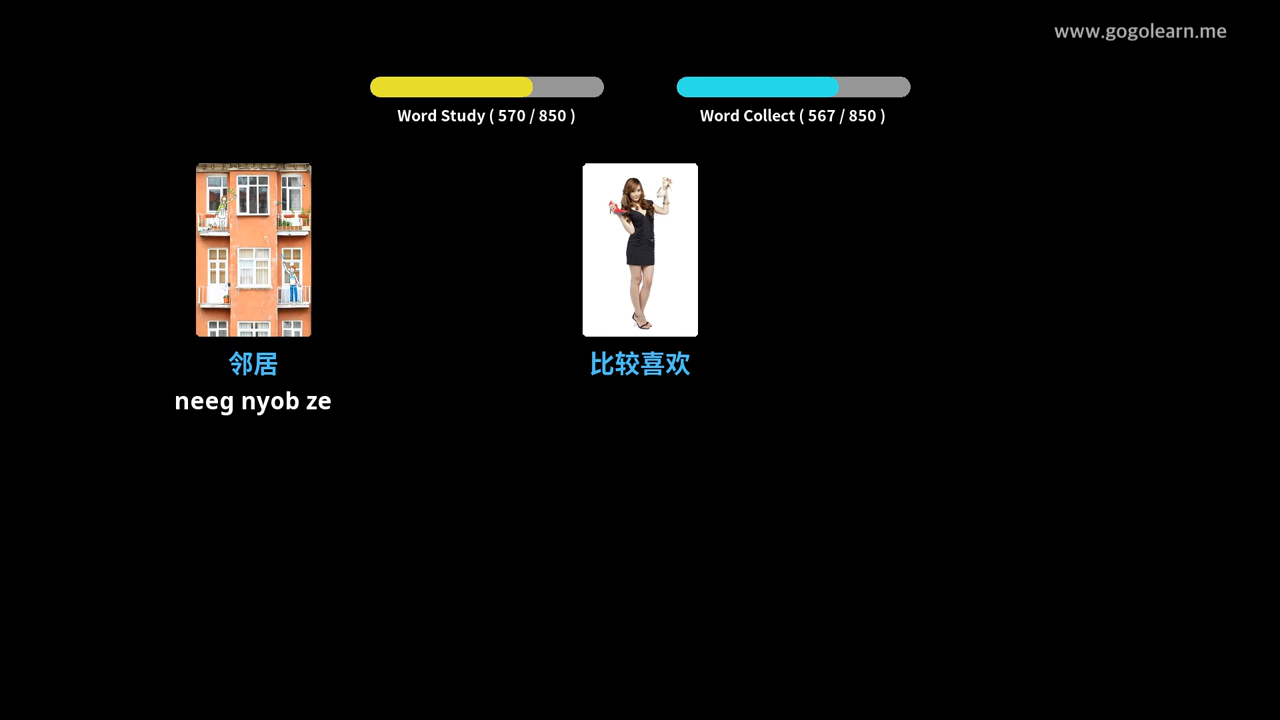 www.gogolearn.me
Word Study ( 570 / 850 )
Word Collect ( 567 / 850 )
邻居
neeg nyob ze
比较喜欢